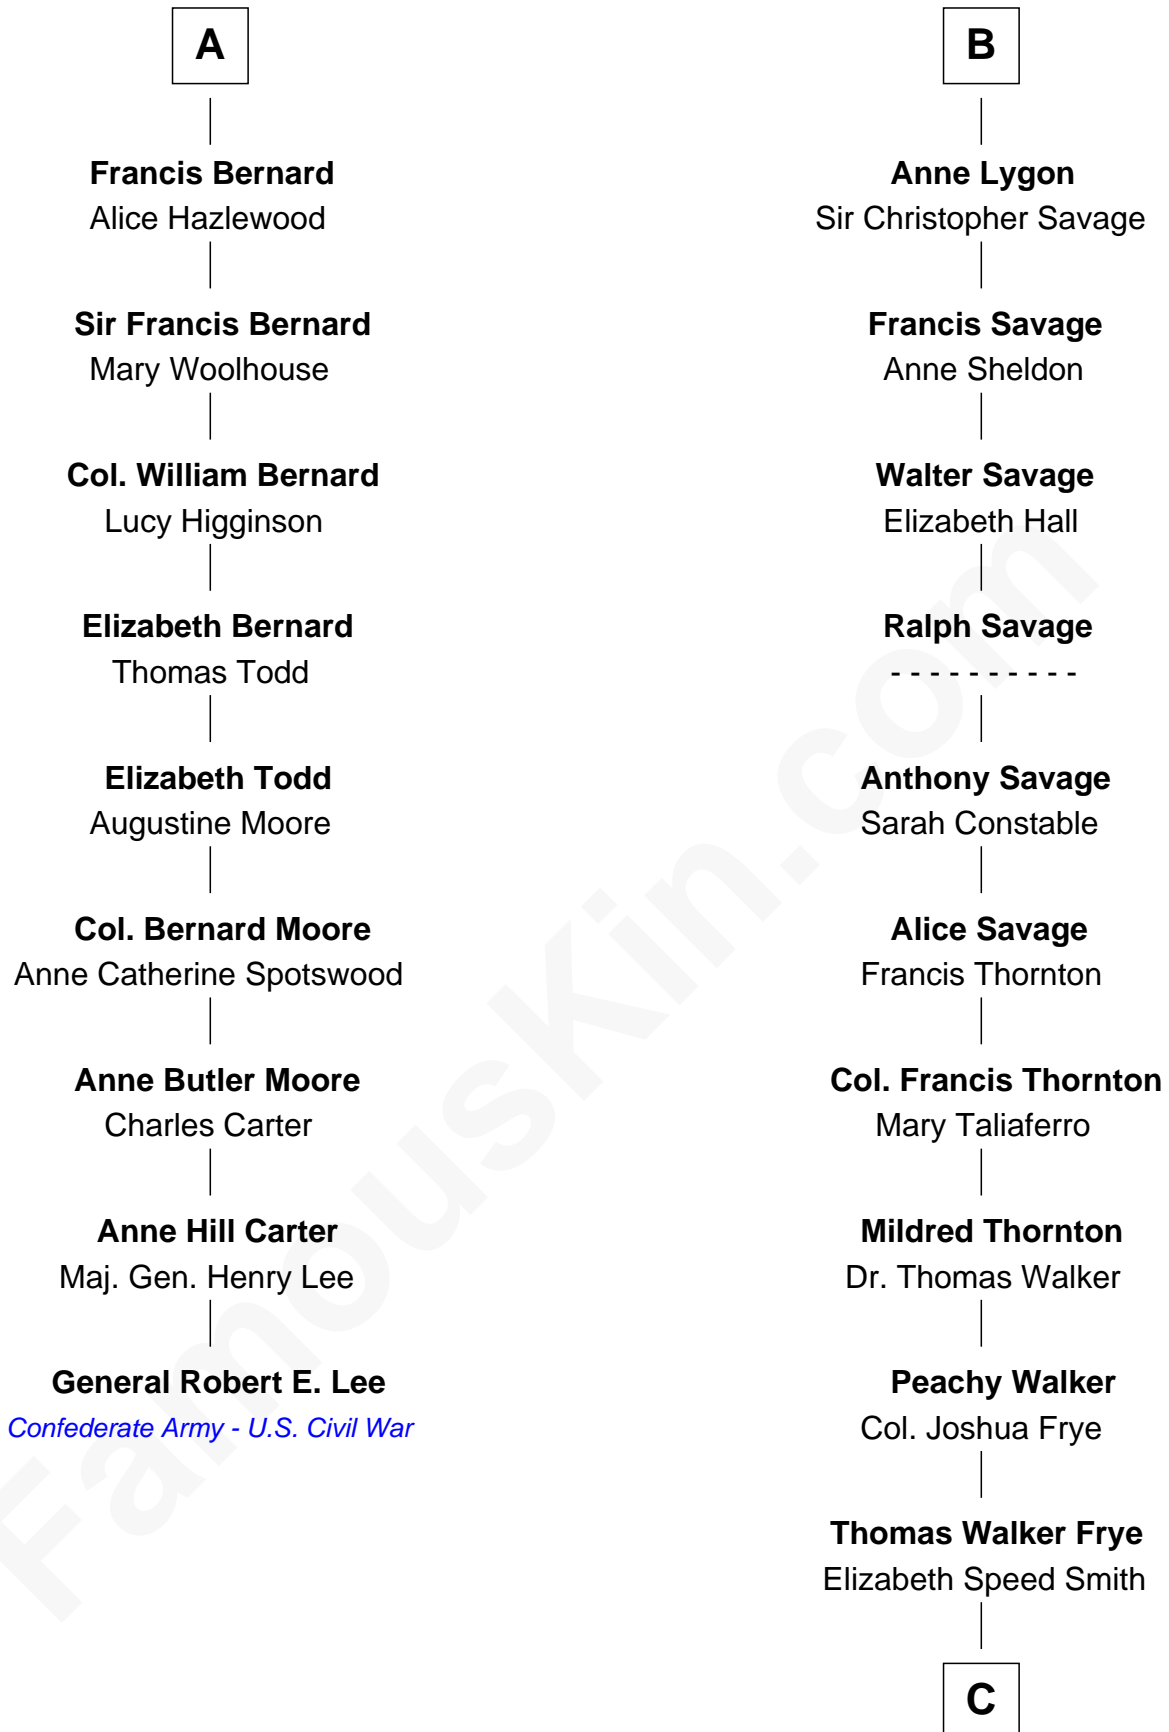 A
Francis Bernard
Alice Hazlewood
Sir Francis Bernard
Mary Woolhouse
Col. William Bernard
Lucy Higginson
Elizabeth Bernard
Thomas Todd
Elizabeth Todd
Augustine Moore
Col. Bernard Moore
Anne Catherine Spotswood
Anne Butler Moore
Charles Carter
Anne Hill Carter
Maj. Gen. Henry Lee
General Robert E. Lee
Confederate Army - U.S. Civil War
B
Anne Lygon
Sir Christopher Savage
Francis Savage
Anne Sheldon
Walter Savage
Elizabeth Hall
Ralph Savage
- - - - - - - - - -
Anthony Savage
Sarah Constable
Alice Savage
Francis Thornton
Col. Francis Thornton
Mary Taliaferro
Mildred Thornton
Dr. Thomas Walker
Peachy Walker
Col. Joshua Frye
Thomas Walker Frye
Elizabeth Speed Smith
C
FamousKin.com